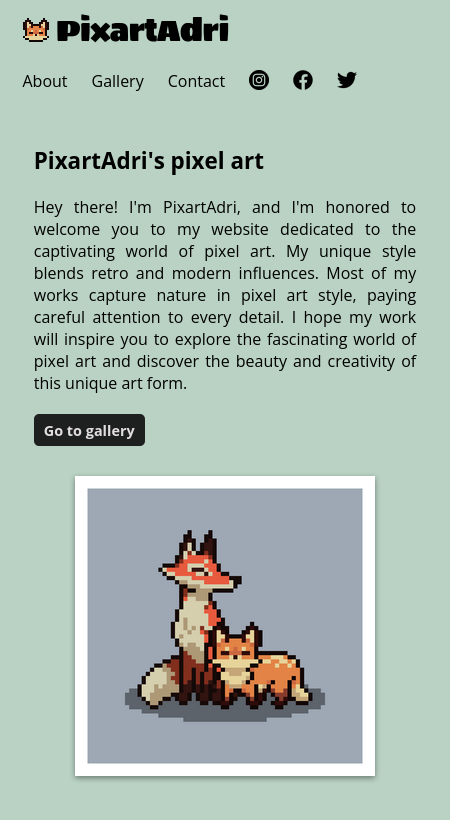 PixartAdri
About Gallery Contact
PixartAdri's pixel art
Hey there! I'm PixartAdri, and I'm honored to
welcome you to my website dedicated to the
captivating world of pixel art. My unique style
blends retro and modern influences. Most of my
works capture nature in pixel art style, paying
careful attention to every detail. I hope my work
will inspire you to explore the fascinating world of
pixel art and discover the beauty and creativity of
this unique art form.
Go to gallery